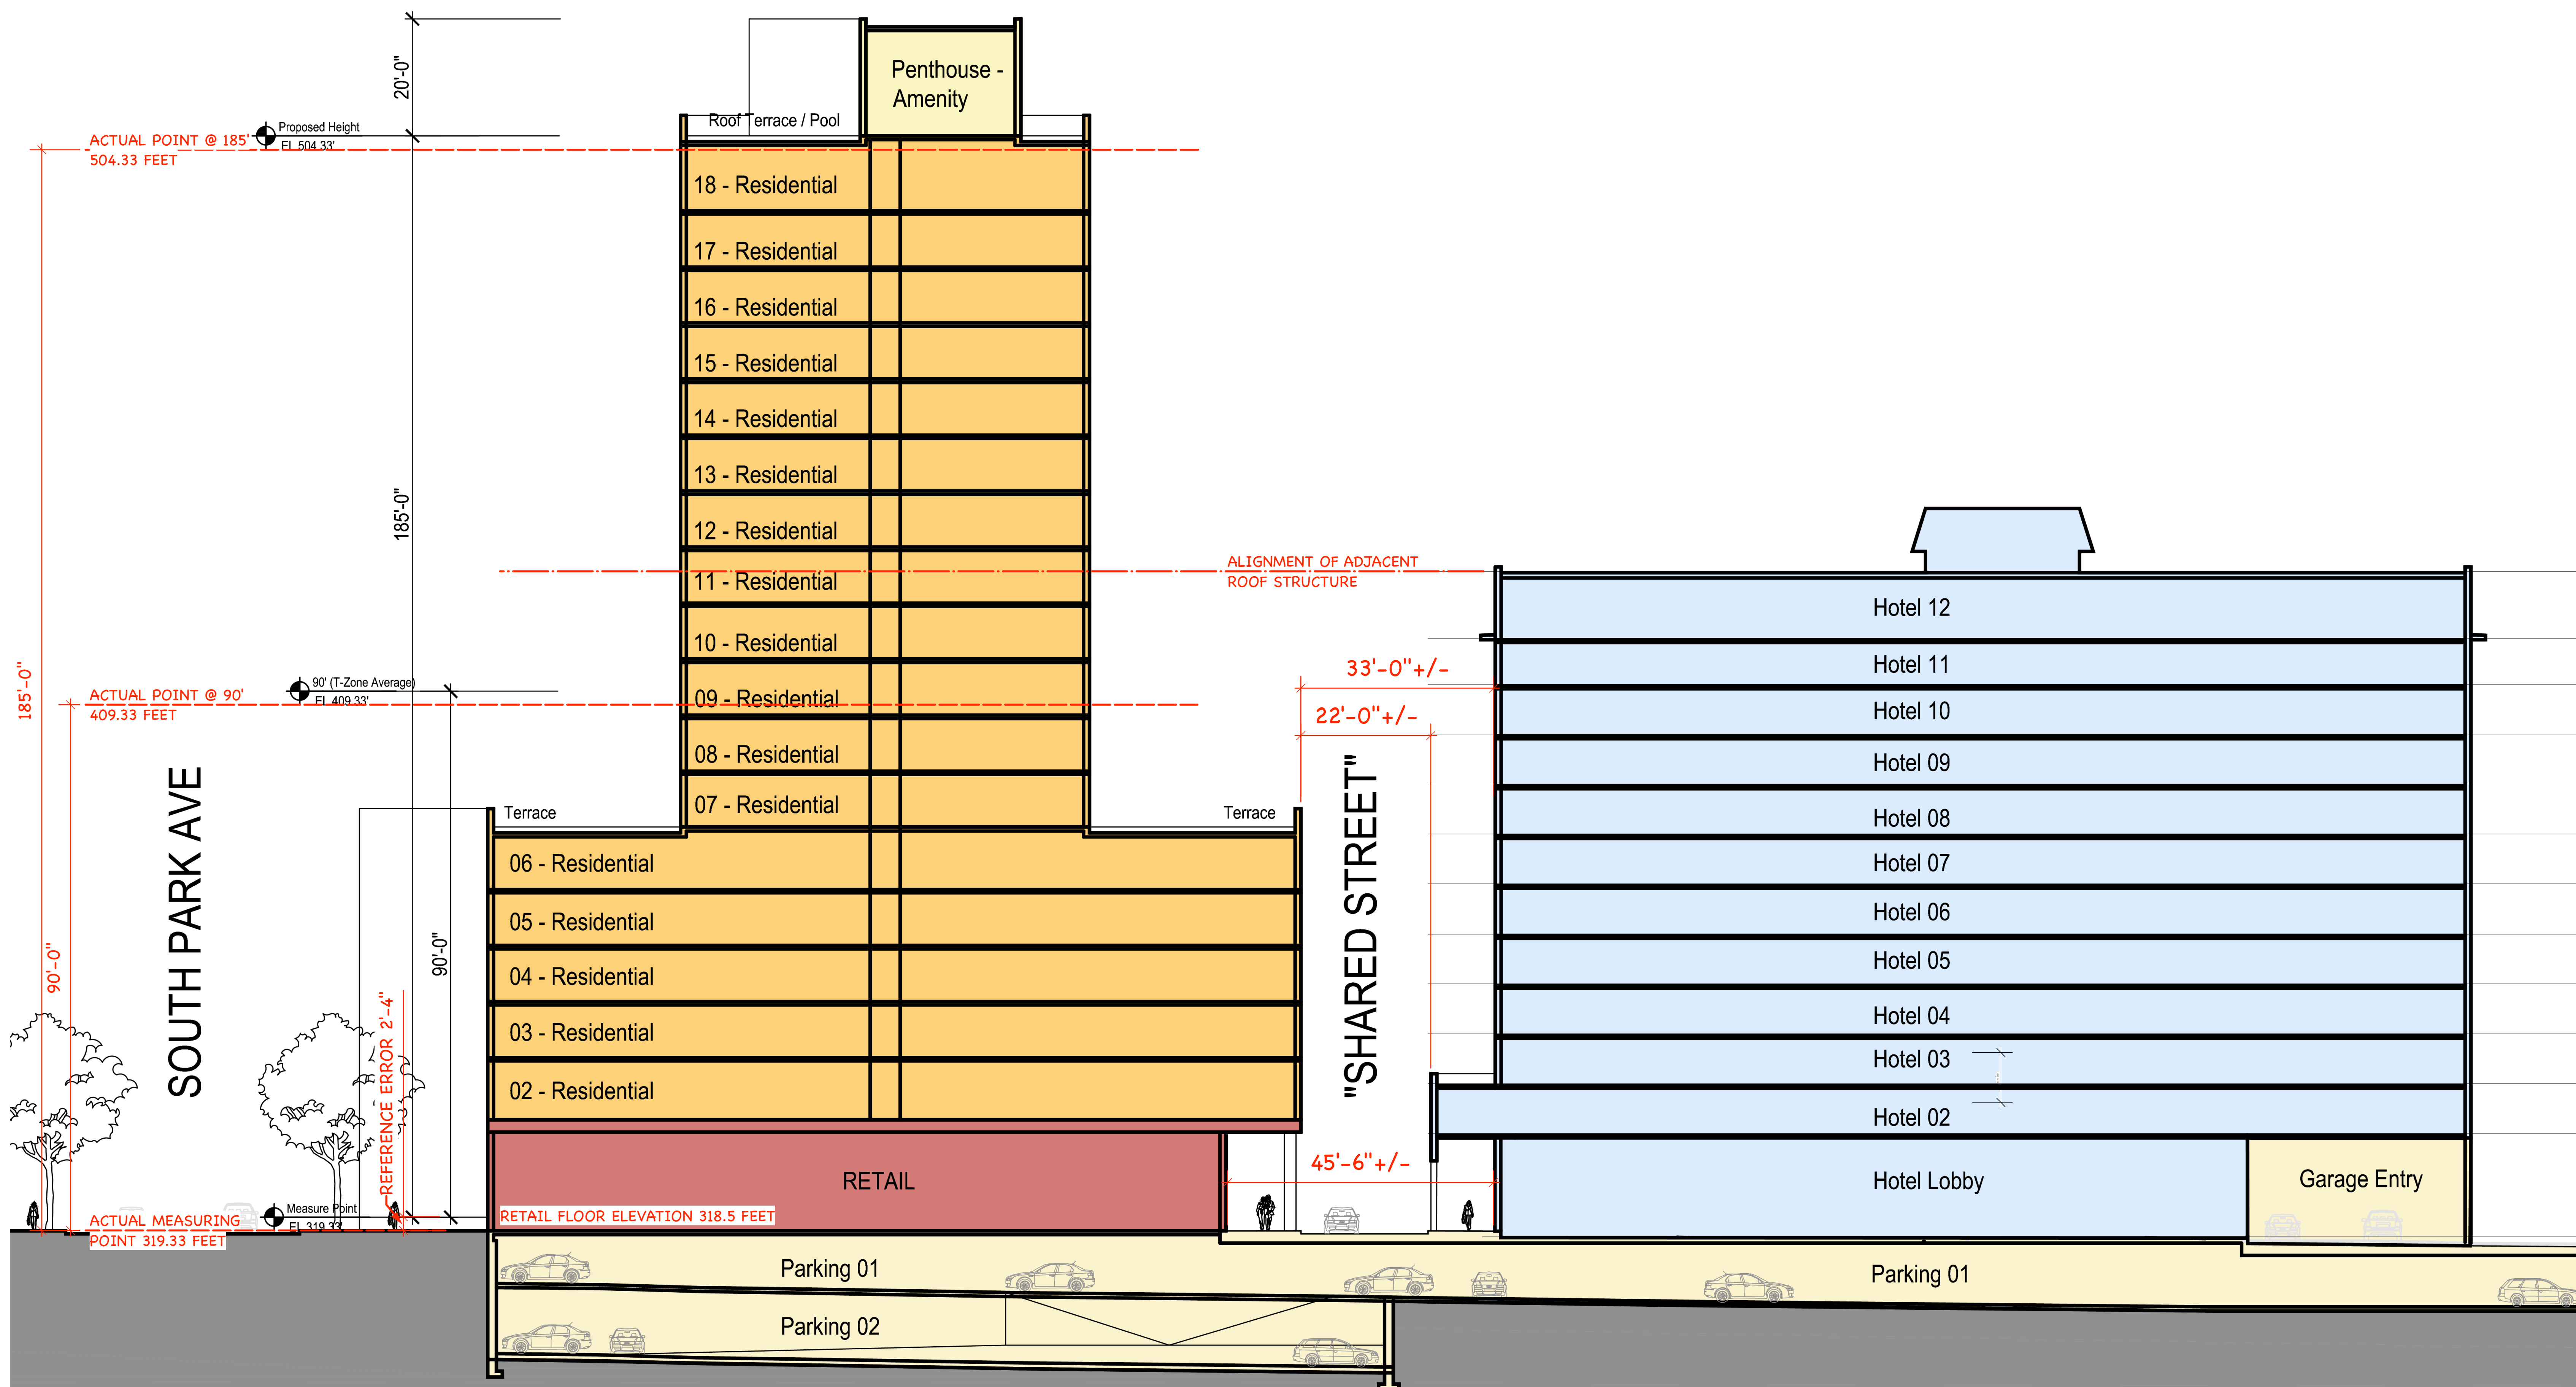 20'-0"
Penthouse -
Amenity
Roof Terrace / Pool
Proposed Height
EL 504.33'
ACTUAL POINT @ 185'
504.33 FEET
18 - Residential
17 - Residential
16 - Residential
15 - Residential
14 - Residential
13 - Residential
12 - Residential
11 - Residential
10 - Residential
09 - Residential
08 - Residential
07 - Residential
185'-0"
185'-0"
ALIGNMENT OF ADJACENT
ROOF STRUCTURE
90' (T-Zone Average)
EL 409.33'
ACTUAL POINT @ 90'
409.33 FEET
33'-0"+/-
22'-0"+/-
SOUTH PARK AVE
90'-0"
90'-0"
REFERENCE ERROR 2'-4"
Terrace
Terrace
06 - Residential
05 - Residential
04 - Residential
03 - Residential
02 - Residential
"SHARED STREET"
Hotel 12
Hotel 11
Hotel 10
Hotel 09
Hotel 08
Hotel 07
Hotel 06
Hotel 05
Hotel 04
Hotel 03
Hotel 02
RETAIL
45'-6"+/-
Hotel Lobby
Garage Entry
Measure Point
EL 319.33'
RETAIL FLOOR ELEVATION 318.5 FEET
ACTUAL MEASURING
POINT 319.33 FEET
Parking 01
Parking 01
Parking 02